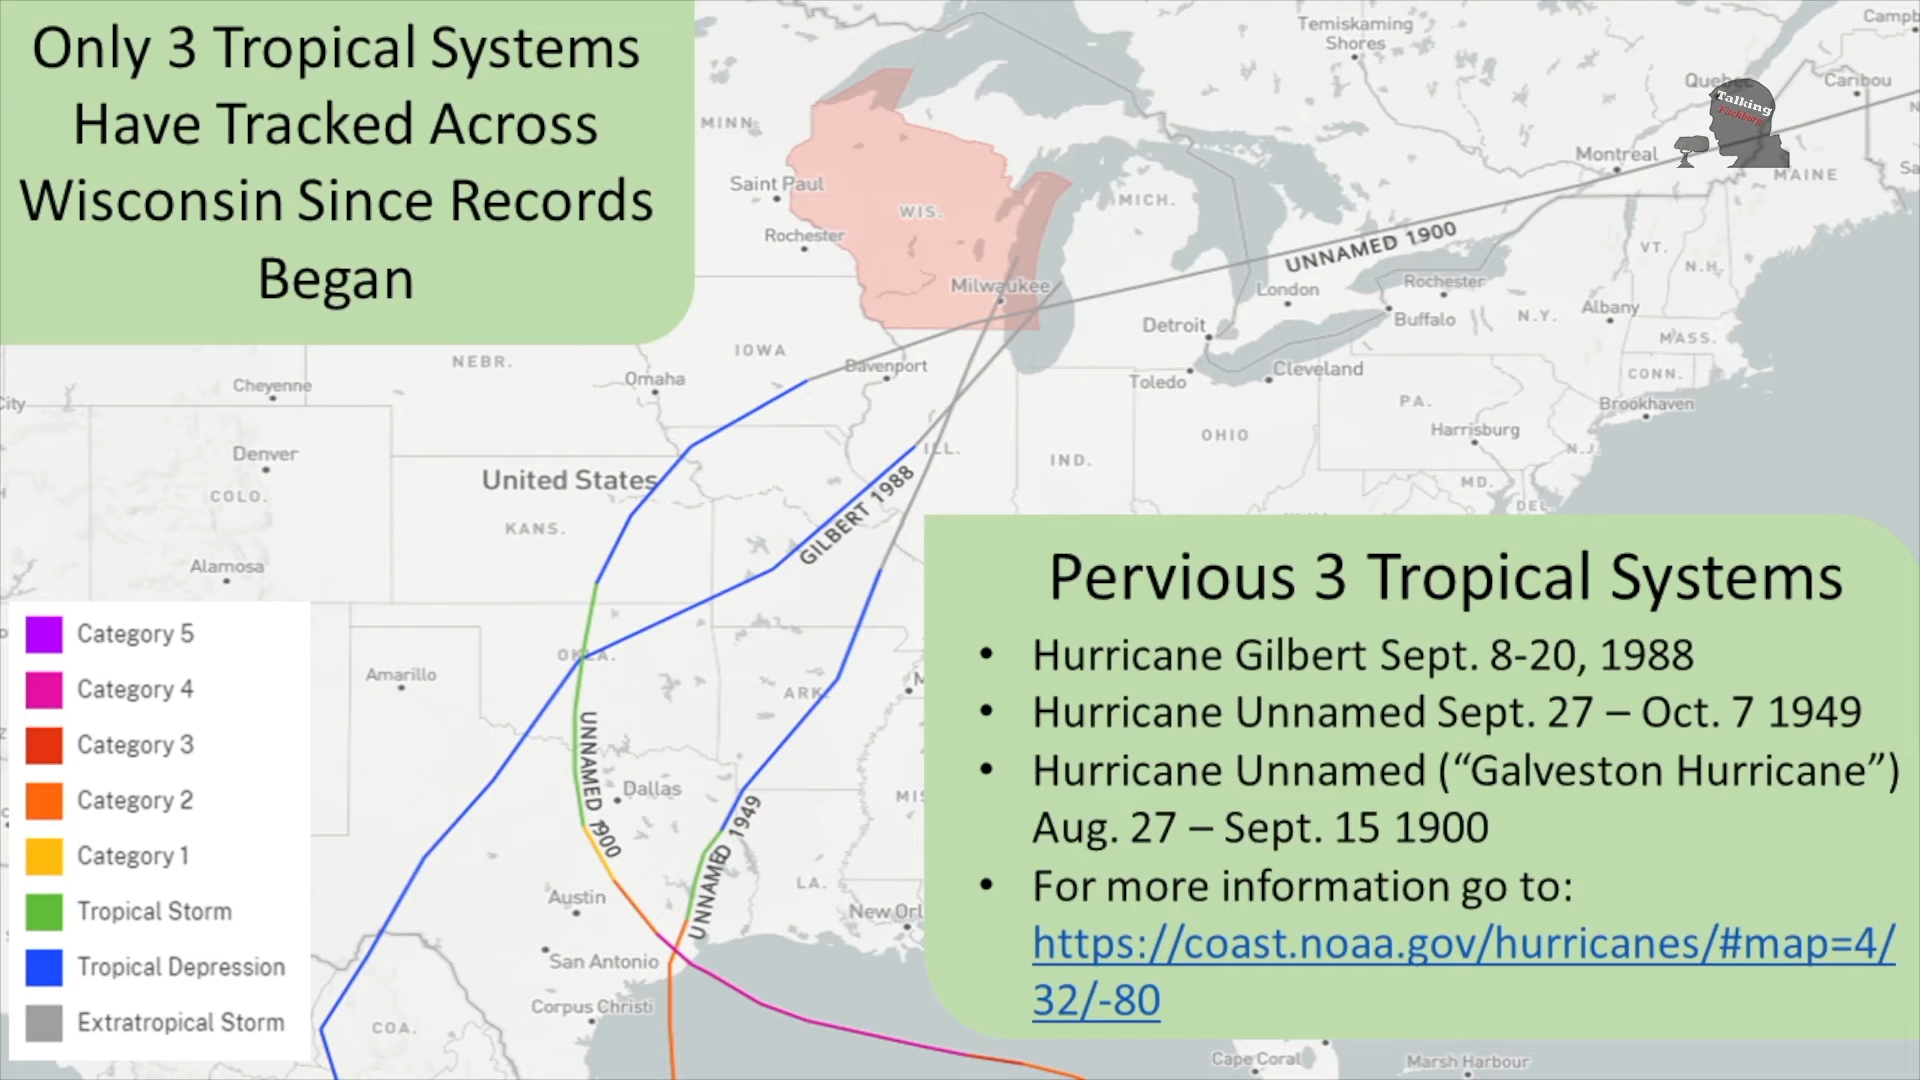 Only 3 Tropical Systems
Have Tracked Across
Wisconsin Since Records
Began
Temiskaming
Shores
Quebec
Caribou
Talking
Fitchburg
MINN.
Saint Paul
WIS.
MICH.
Montreal
MAINE
Rochester
UNNAMED 1900
VT.
N.H.
Milwaukee
London
Rochester
Albany
Detroit
Buffalo
N.Y.
MASS.
IOWA
NEBR.
Davenport
Cheyenne
Omaha
Toledo
Cleveland
CONN.
City
PA.
Brookhaven
Denver
ILL.
IND.
OHIO
Harrisburg
N.J.
United States
COLO.
GILBERT 1988
MD.
DEL.
KANS.
Alamosa
Pervious 3 Tropical Systems
• Hurricane Gilbert Sept. 8-20, 1988
• Hurricane Unnamed Sept. 27 – Oct. 7 1949
• Hurricane Unnamed (“Galveston Hurricane”)
Aug. 27 – Sept. 15 1900
• For more information go to:
https://coast.noaa.gov/hurricanes/#map=4/
32/-80
OKLA.
Amarillo
ARK.
UNNAMED 1900
Dallas
UNNAMED 1949
LA.
Austin
New Orl
San Antonio
Corpus Christi
COA.
Cape Coral
Marsh Harbour
Category 5
Category 4
Category 3
Category 2
Category 1
Tropical Storm
Tropical Depression
Extratropical Storm